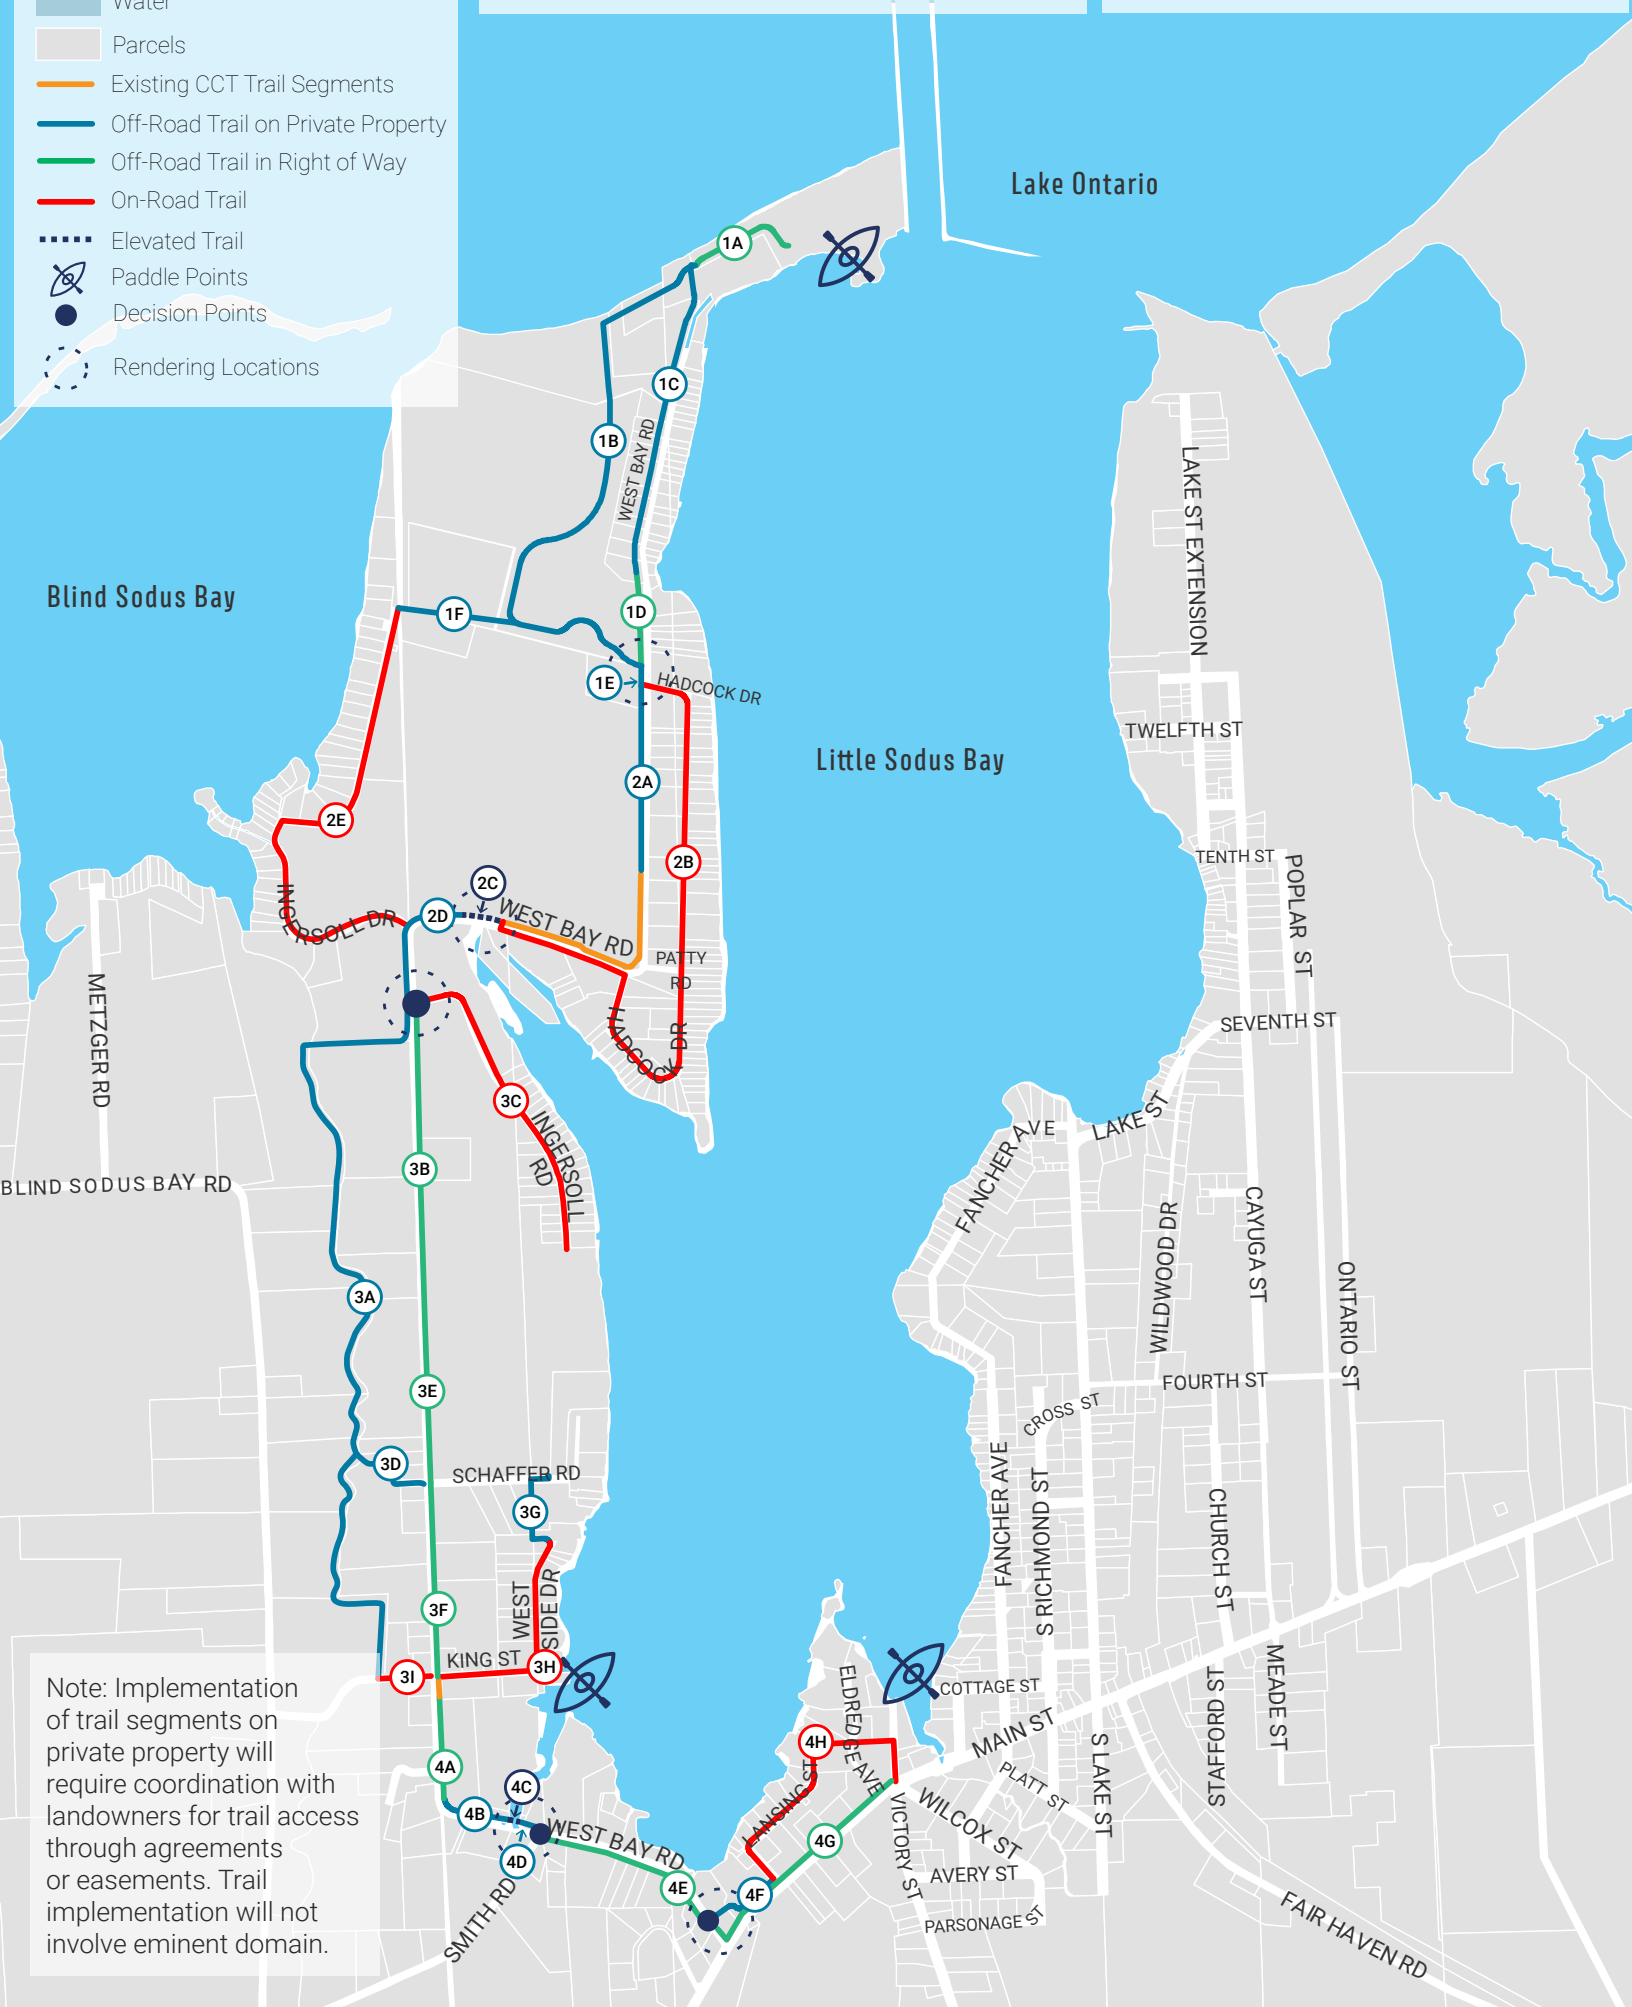 Water
Parcels
Existing CCT Trail Segments
Off-Road Trail on Private Property
Off-Road Trail in Right of Way
On-Road Trail
Elevated Trail
Paddle Points
Decision Points
Rendering Locations
Lake Ontario
1A
1C
1B
WEST BAY RD
LAKE ST EXTENSION
Blind Sodus Bay
1F
1D
1E
HADCOCK DR
TWELFTH ST
Little Sodus Bay
2A
2E
2B
TENTH ST
POPLAR ST
2C
2D
WEST BAY RD
INGERSOLL DR
PATTY
RD
METZGER RD
HADCOCK DR
SEVENTH ST
3C
INGERSOLL
RD
FANCHER AVE
LAKE ST
3B
BLIND SODUS BAY RD
WILDWOOD DR
CAYUGA ST
ONTARIO ST
3A
3E
FOURTH ST
CROSS ST
3D
SCHAFFER RD
3G
FANCHER AVE
S RICHMOND ST
CHURCH ST
3F
WEST
SIDE DR
KING ST
3H
3I
ELDREDGE AVE
COTTAGE ST
MAIN ST
STAFFORD ST
MEADE ST
Note: Implementation
of trail segments on
private property will
require coordination with
landowners for trail access
through agreements
or easements. Trail
implementation will not
involve eminent domain.
4H
4A
4C
4B
LANSING ST
PLATT ST
S LAKE ST
WILCOX ST
VICTORY ST
WEST BAY RD
4G
4D
4E
4F
AVERY ST
SMITH RD
PARSONAGE ST
FAIR HAVEN RD